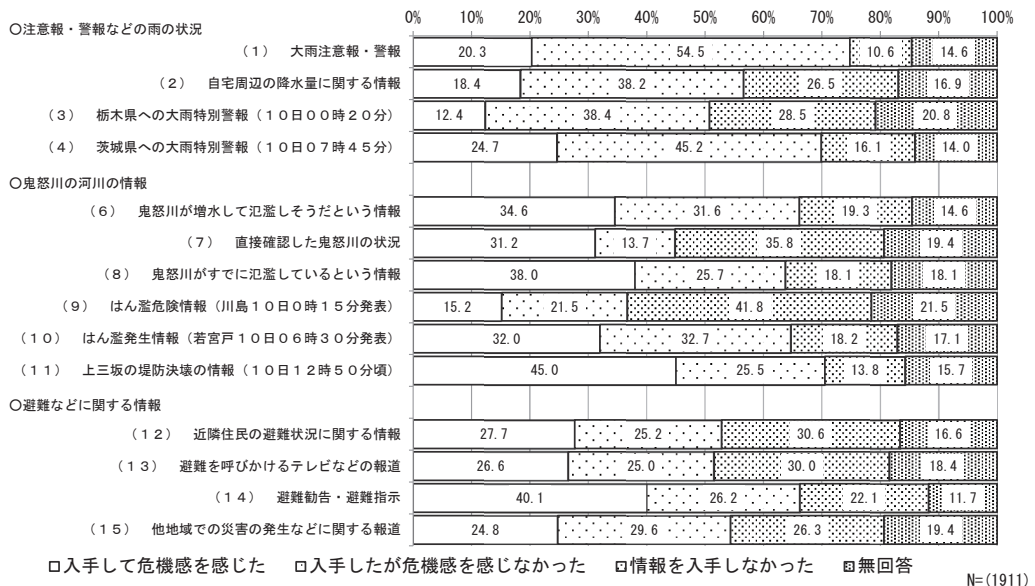 0% 10% 20% 30% 40% 50% 60% 70% 80% 90% 100%
○注意報・警報などの雨の状況
（１） 大雨注意報・警報 20.3 54.5 10.6 14.6
（２） 自宅周辺の降水量に関する情報 18.4 38.2 26.5 16.9
（３） 栃木県への大雨特別警報（１０日００時２０分） 12.4 38.4 28.5 20.8
（４） 茨城県への大雨特別警報（１０日０７時４５分） 24.7 45.2 16.1 14.0
○鬼怒川の河川の情報
（６） 鬼怒川が増水して氾濫しそうだという情報 34.6 31.6 19.3 14.6
（７） 直接確認した鬼怒川の状況 31.2 13.7 35.8 19.4
（８） 鬼怒川がすでに氾濫しているという情報 38.0 25.7 18.1 18.1
（９） はん濫危険情報（川島１０日０時１５分発表） 15.2 21.5 41.8 21.5
（１０） はん濫発生情報（若宮戸１０日０６時３０分発表） 32.0 32.7 18.2 17.1
（１１） 上三坂の堤防決壊の情報（１０日１２時５０分頃） 45.0 25.5 13.8 15.7
○避難などに関する情報
（１２） 近隣住民の避難状況に関する情報 27.7 25.2 30.6 16.6
（１３） 避難を呼びかけるテレビなどの報道 26.6 25.0 30.0 18.4
（１４） 避難勧告・避難指示 40.1 26.2 22.1 11.7
（１５） 他地域での災害の発生などに関する報道 24.8 29.6 26.3 19.4
入手して危機感を感じた 入手したが危機感を感じなかった 情報を入手しなかった 無回答
N=(1911)